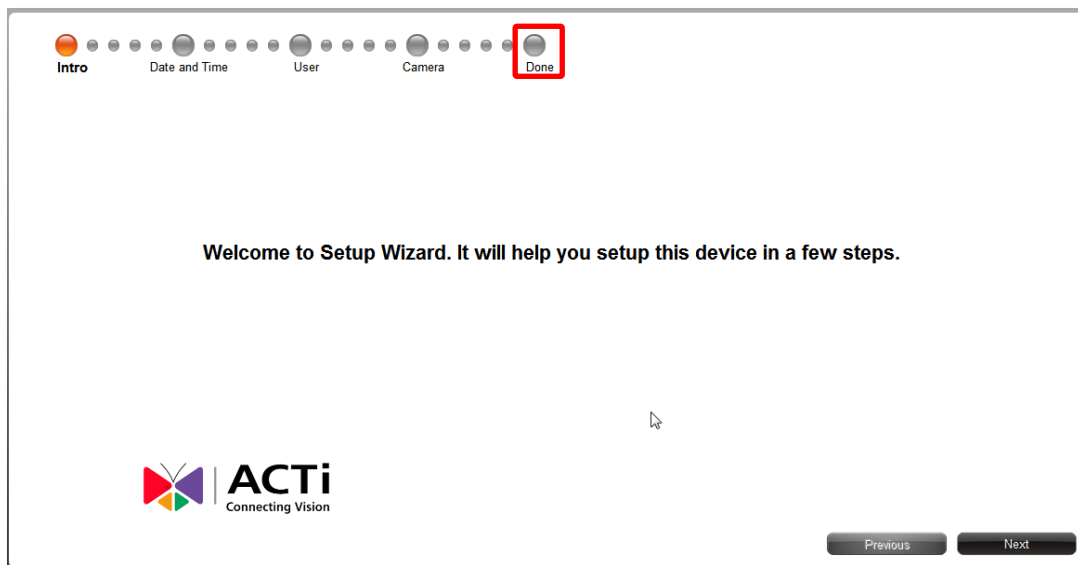 Intro Date and Time User Camera Done
Welcome to Setup Wizard. It will help you setup this device in a few steps.
ACTi
Connecting Vision
Previous Next